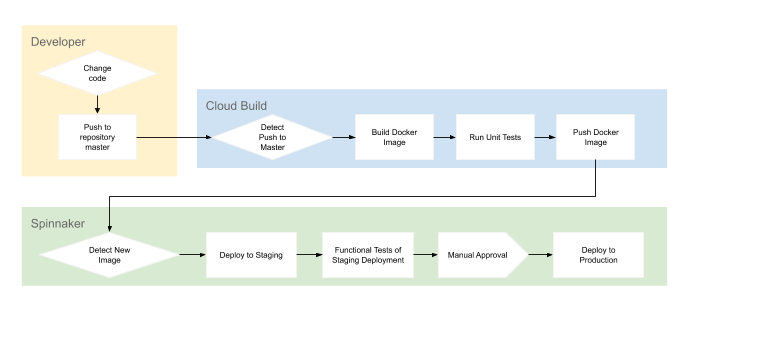 Developer
Change
code
Push to
repository
master
Cloud Build
Detect
Push to
Master
Build Docker
Image
Run Unit Tests
Push Docker
Image
Spinnaker
Detect New
Image
Deploy to Staging
Functional Tests of
Staging Deployment
Manual Approval
Deploy to
Production